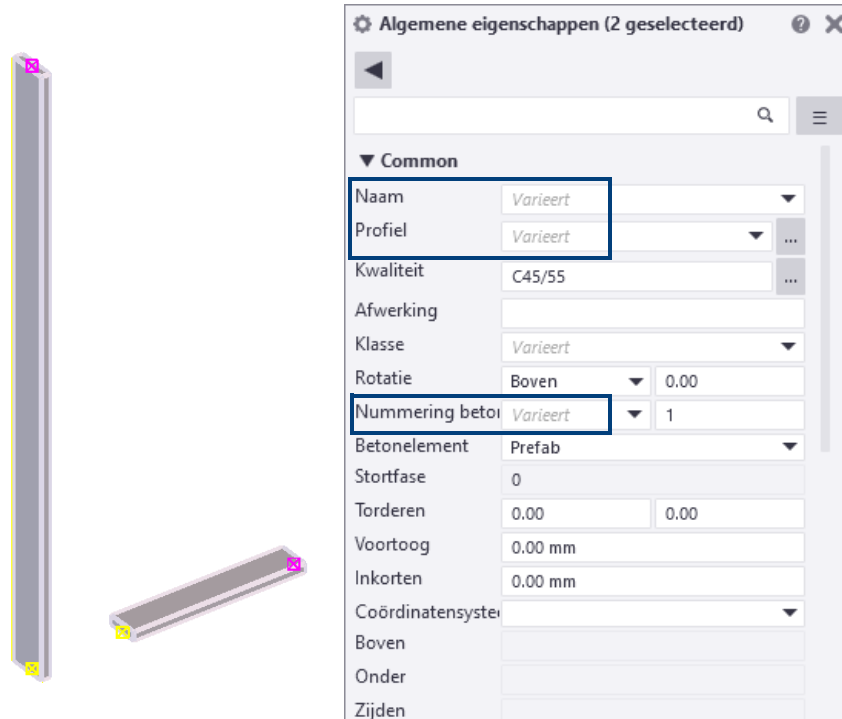 Algemene eigenschappen (2 geselecteerd)
Common
Naam Varieert
Profiel Varieert ...
Kwaliteit C45/55 ...
Afwerking
Klasse Varieert
Rotatie Boven 0.00
Nummering beto Varieert 1
Betonelement Prefab
Stortfase 0
Torderen 0.00 0.00
Voortoog 0.00 mm
Inkorten 0.00 mm
Coördinatensyste
Boven
Onder
Zijden